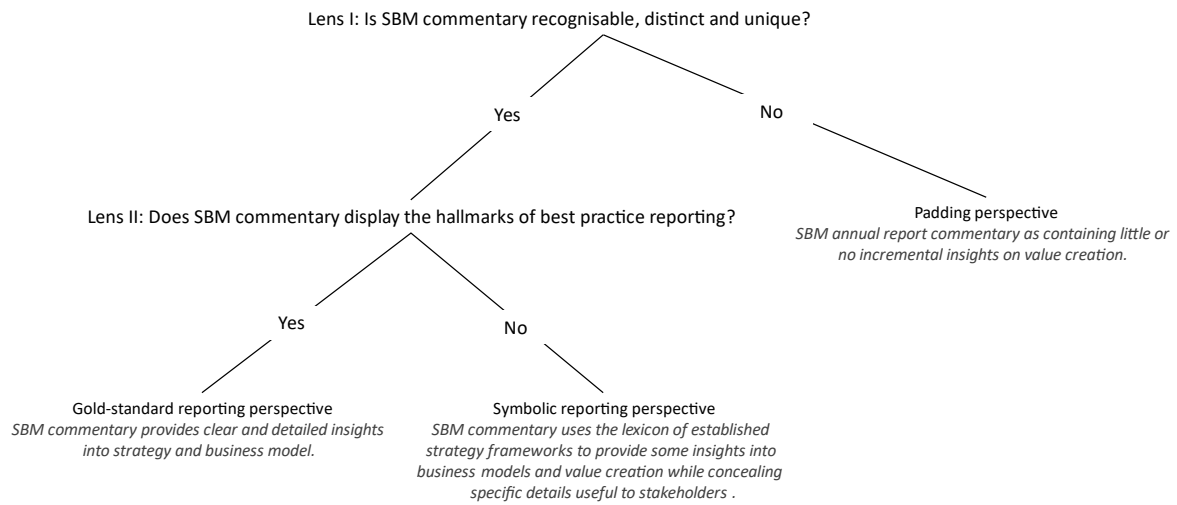 Lens I: Is SBM commentary recognisable, distinct and unique?
Yes
No
Lens II: Does SBM commentary display the hallmarks of best practice reporting?
Padding perspective
SBM annual report commentary as containing little or
no incremental insights on value creation.
Yes
No
Gold-standard reporting perspective
SBM commentary provides clear and detailed insights
into strategy and business model.
Symbolic reporting perspective
SBM commentary uses the lexicon of established
strategy frameworks to provide some insights into
business models and value creation while concealing
specific details useful to stakeholders .